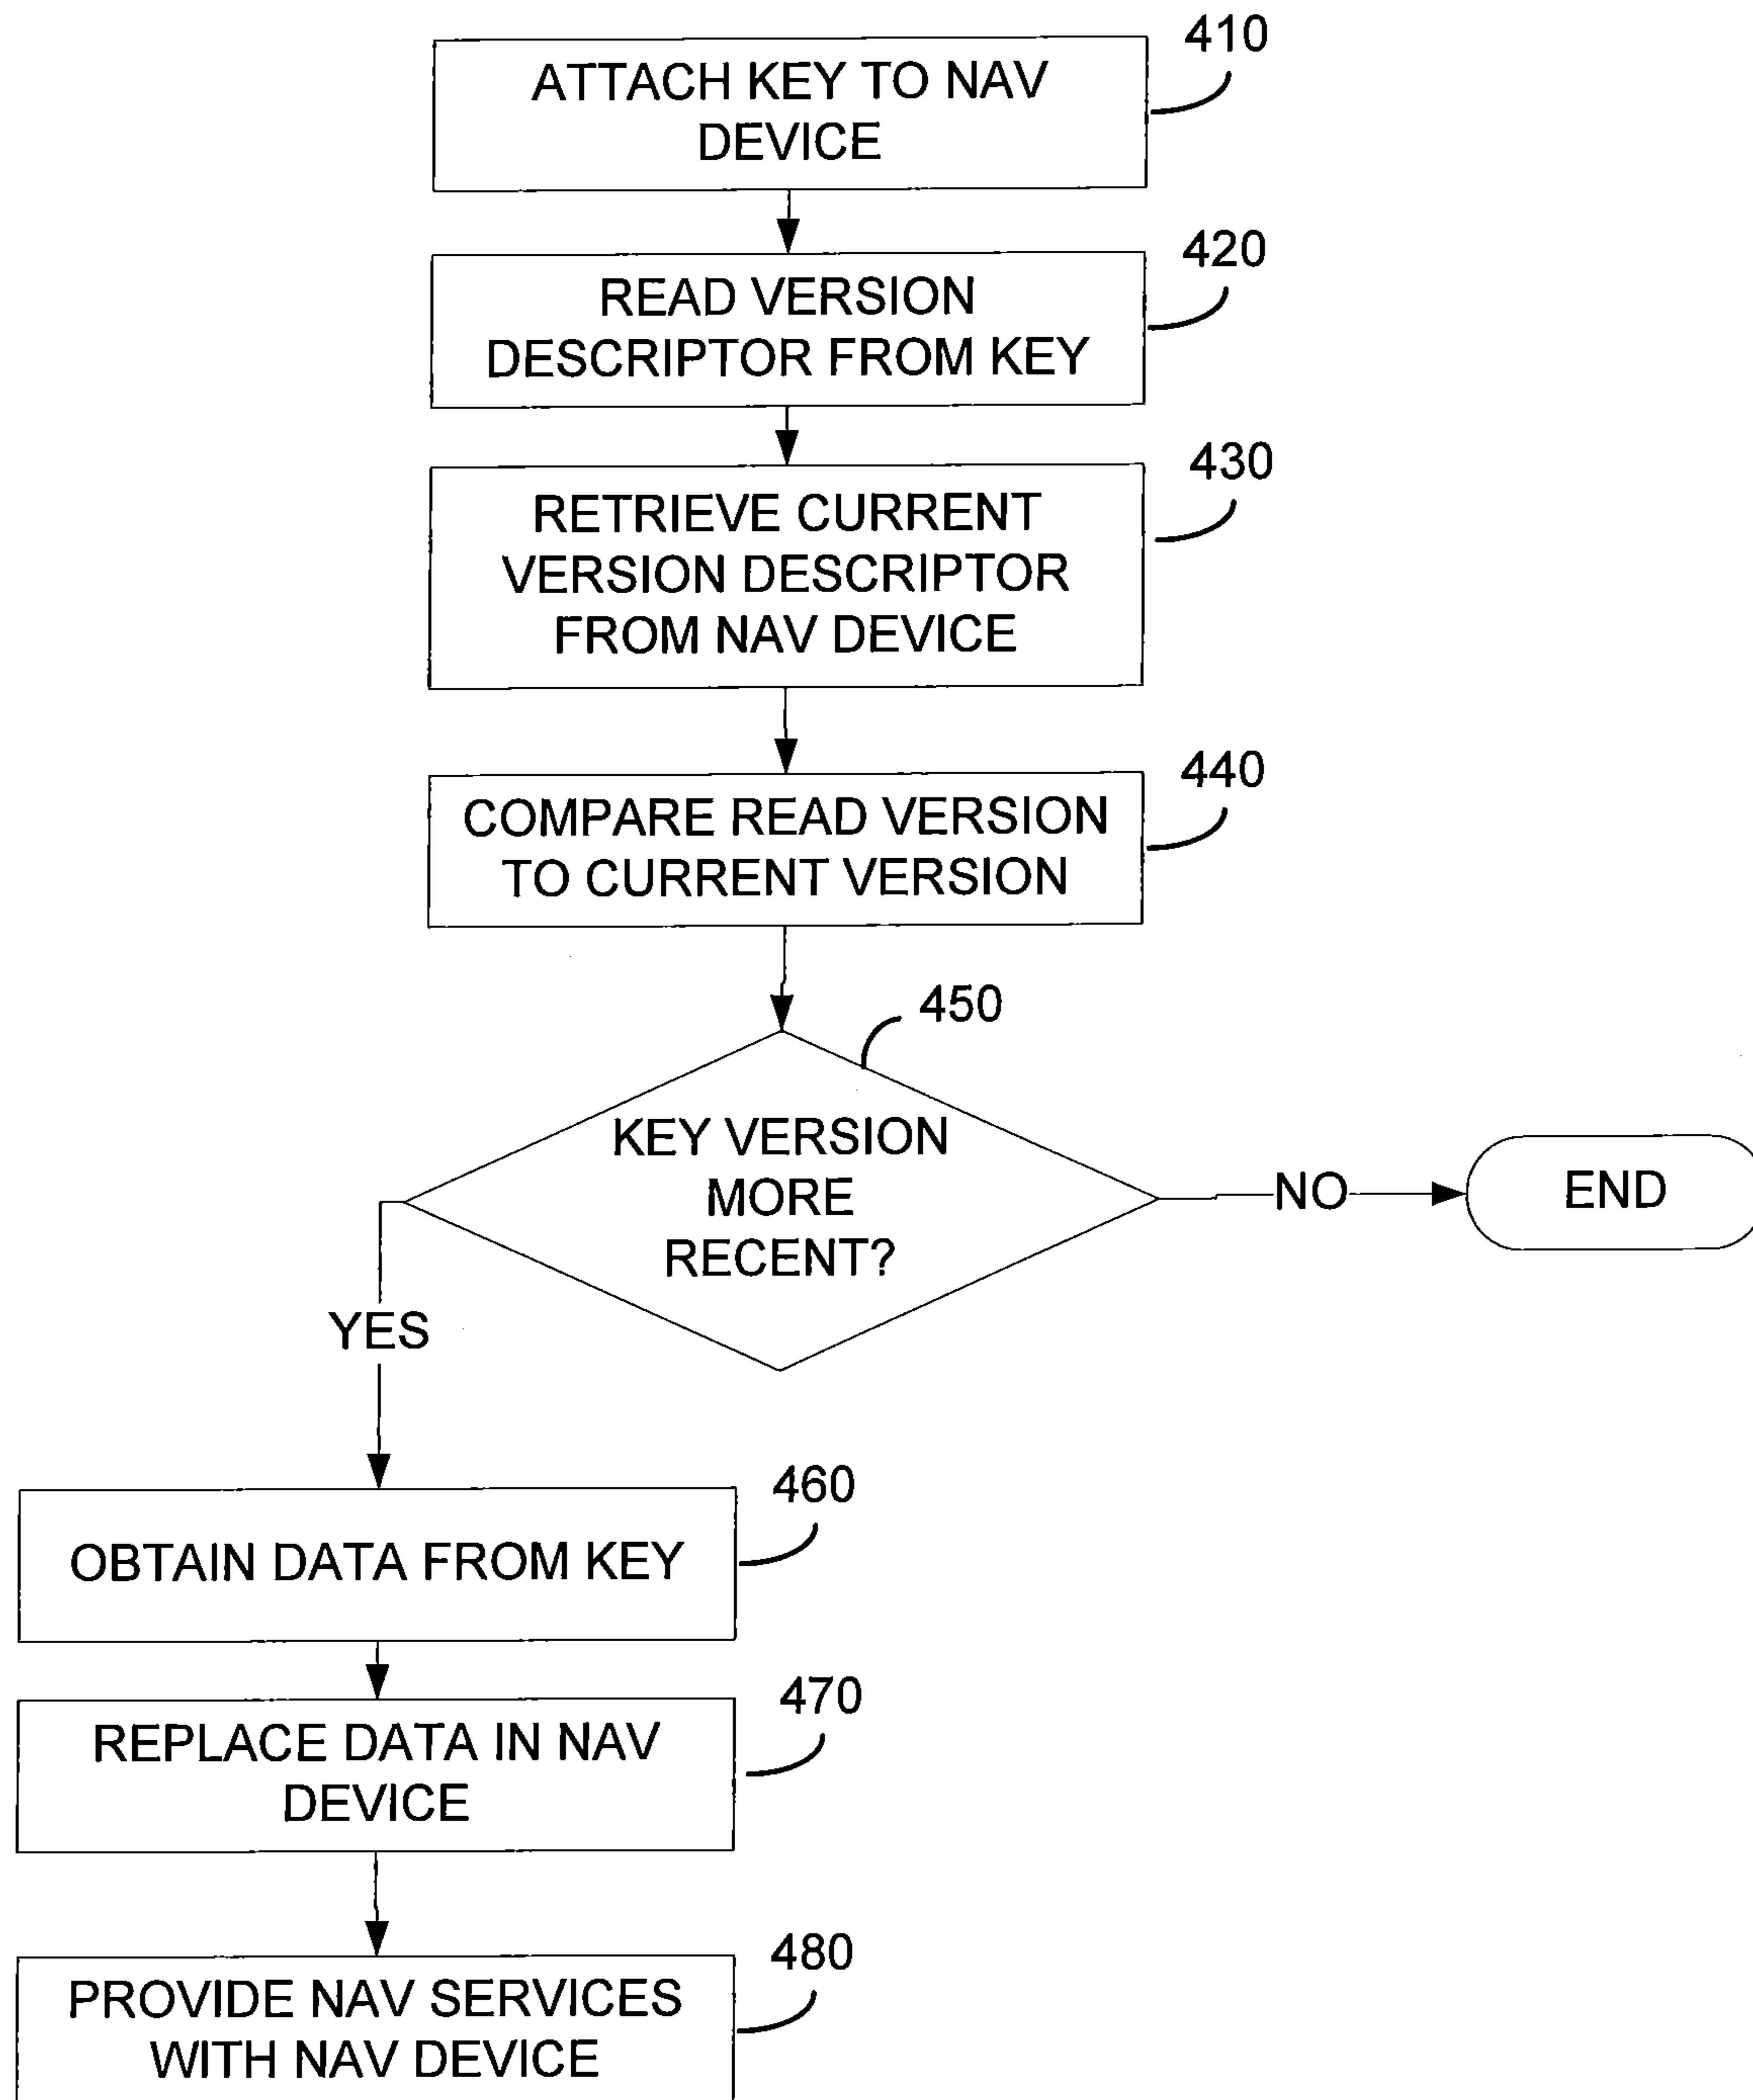 410
ATTACH KEY TO NAV
DEVICE
420
READ VERSION
DESCRIPTOR FROM KEY
430
RETRIEVE CURRENT
VERSION DESCRIPTOR
FROM NAV DEVICE
440
COMPARE READ VERSION
TO CURRENT VERSION
450
KEY VERSION
MORE
RECENT?
NO
END
YES
460
OBTAIN DATA FROM KEY
470
REPLACE DATA IN NAV
DEVICE
480
PROVIDE NAV SERVICES
WITH NAV DEVICE